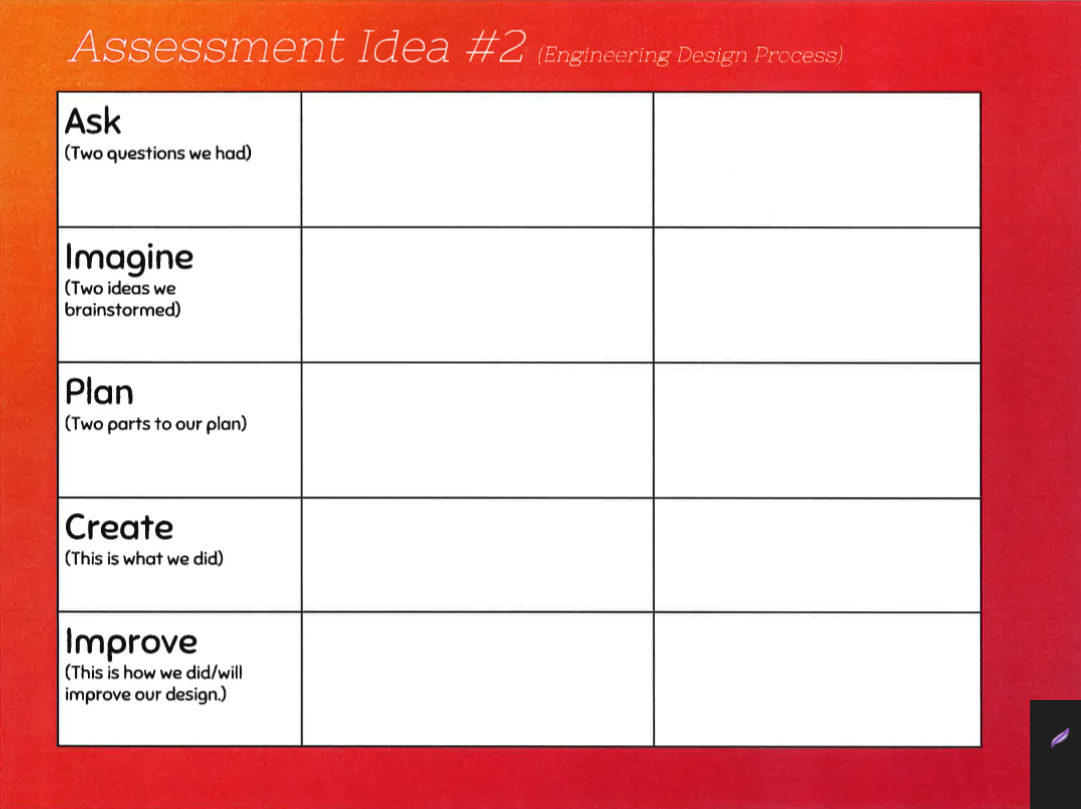 Assessment Idea #2 (Engineering Design Process)
Ask
(Two questions we had)
Imagine
(Two ideas we
brainstormed)
Plan
(Two parts to our plan)
Create
(This is what we did)
Improve
(This is how we did/will
improve our design.)